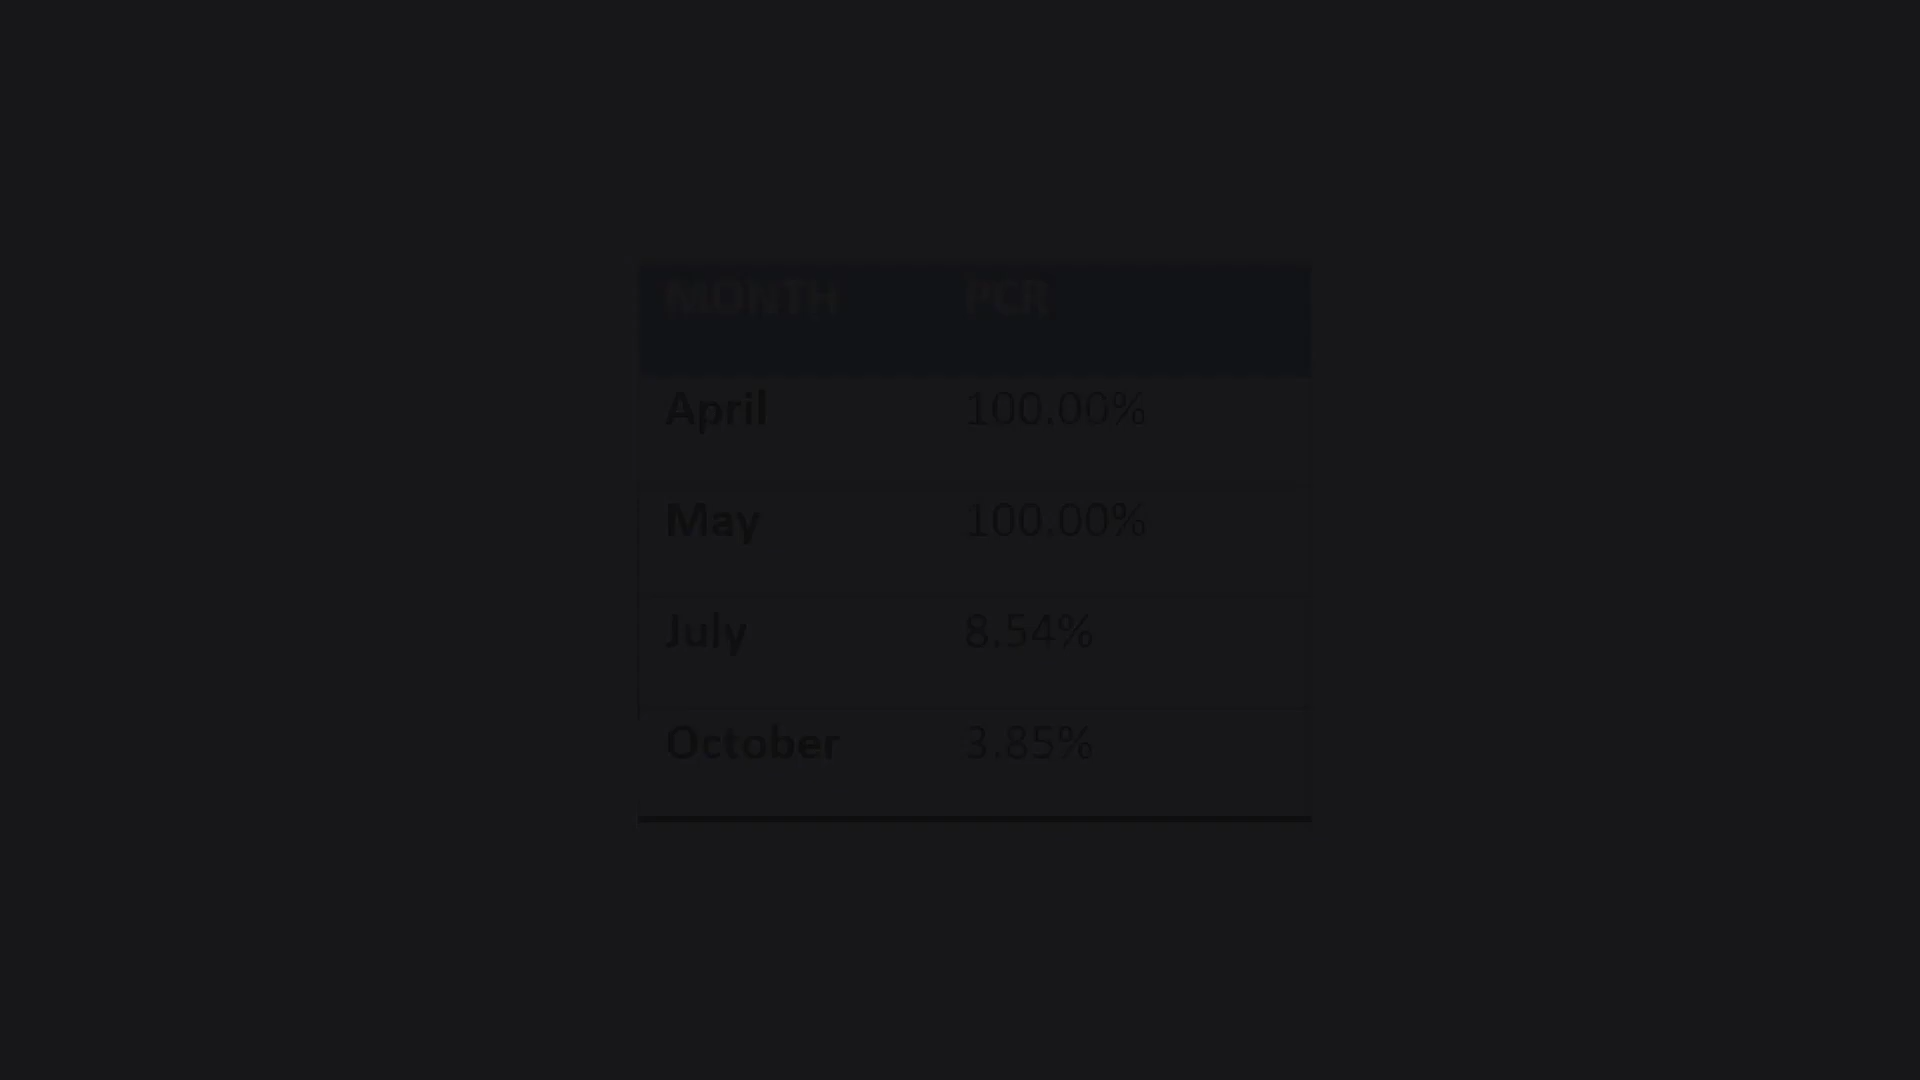 MONTH PCR
April 100.00%
May 100.00%
July 8.54%
October 3.85%